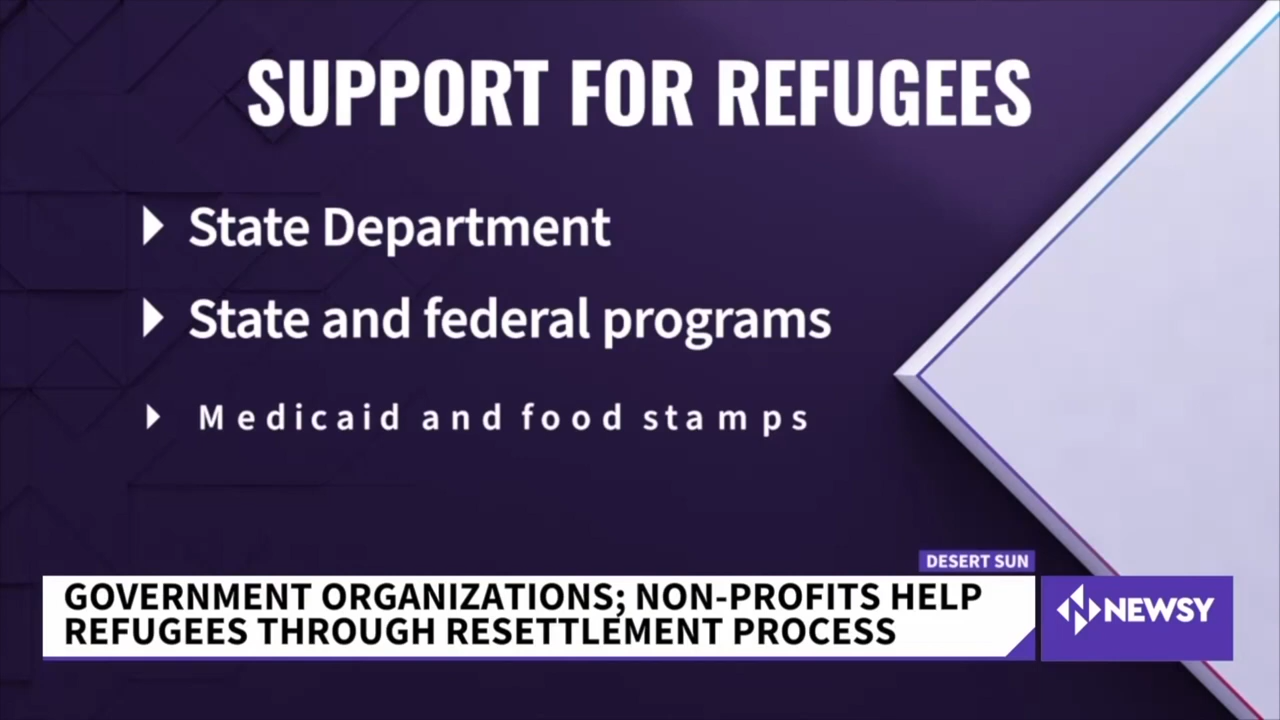 SUPPORT FOR REFUGEES
State Department
State and federal programs
Medicaid and food stamps
DESERT SUN
GOVERNMENT ORGANIZATIONS; NON-PROFITS HELP
REFUGEES THROUGH RESETTLEMENT PROCESS
NEWSY